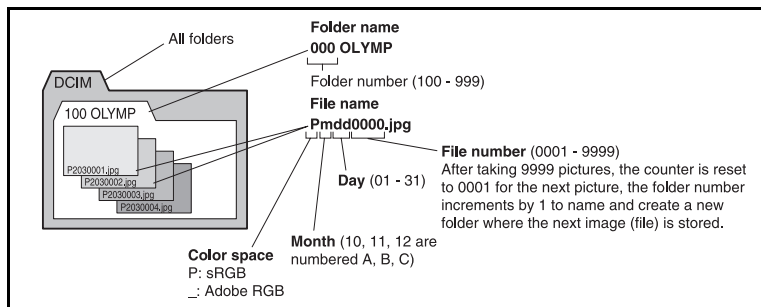 All folders
DCIM
100 OLYMP
P2030001.jpg
P2030002.jpg
P2030003.jpg
P2030004.jpg
Folder name
000 OLYMP
Folder number (100 - 999)
File name
Pmdd0000.jpg
File number (0001 - 9999)
After taking 9999 pictures, the counter is reset
to 0001 for the next picture, the folder number
increments by 1 to name and create a new
folder where the next image (file) is stored.
Day (01 - 31)
Month (10, 11, 12 are
numbered A, B, C)
Color space
P: sRGB
_: Adobe RGB